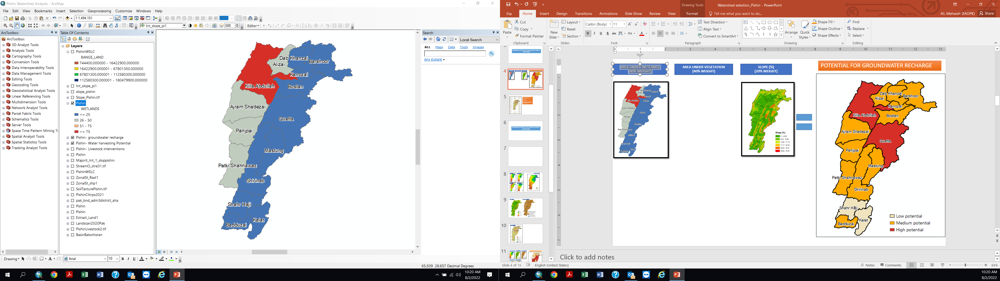 Pishin Watershed Analysis - ArcMap
File Edit View Bookmarks Insert Selection Geoprocessing Customize Windows Help
1:1,494,151
Int_slope_pi1
500
Editor
ArcToolbox
ArcToolbox
3D Analyst Tools
Analysis Tools
Cartography Tools
Conversion Tools
Data Interoperability Tools
Data Management Tools
Editing Tools
Geocoding Tools
Geostatistical Analyst Tools
Linear Referencing Tools
Multidimension Tools
Network Analyst Tools
Parcel Fabric Tools
Schematics Tools
Server Tools
Space Time Pattern Mining T
Spatial Analyst Tools
Spatial Statistics Tools
Tracking Analyst Tools
Table Of Contents
Layers
PishinWSLC
RANGE_LAND
744400.000000 - 16422900.000000
16422900.000001 - 67801300.000000
67801300.000001 - 112580300.000000
112580300.000001 - 180479900.000000
Int_slope_pi1
slope_pishin
Slope_Pishin.tif
Pishin
WETLANDS
<= 25
26 - 50
51 - 75
>= 75
Pishin- groundwater recharge
Pishin- Water harvesting Potential
Pishin- Livestock interventions
Pishin
Majorit_Int_1_sloppishin
StreamO_stre31.tif
PishinWSLC
ZonalSt_Rast1
ZonalSt_shp1
SoilTexturePishin.tif
PishinChirps2021
pak_bnd_adm3district_aha
Pishin
Pishin
Extract_Land1
Landscan2020Pak
PishinLivestock2.tif
BasinBalochistan
Dab Khanzai
Barshoor
Alizai
Kanozai
Killa Abdullah
Bostan
Ajram Shadezai
Quetta
Panjpai
Mastung
Patki Shahnawaz
Shirinab
Shahr Haji
Kalat
Badduzai
Search
Local Search
ALL Maps Data Tools Images
Any Extent
Drawing
Arial
10
B I U A
65.509 28.657 Decimal Degrees
10:20 AM
8/2/2022
Drawing Tools
Watershed selection_Pishin - PowerPoint
File Home Insert Design Transitions Animations Slide Show Review View Format Tell me what you want to do...
Ali, Mehwish (FAOPK) Share
Paste
Cut
Copy
Format Painter
Clipboard
New Slide
Layout
Reset
Section
Slides
Calibri (Body) 11
B I U S abc AV Aa A
Font
Text Direction
Align Text
Convert to SmartArt
Paragraph
Arrange
Quick Styles
Shape Fill
Shape Outline
Shape Effects
Drawing
Find
Replace
Select
Editing
4
5
6
7
8
9
10
11
AREA UNDER WETLANDS
(40% WEIGHT)
AREA UNDER VEGETATION
(40% WEIGHT)
SLOPE (%)
(20% WEIGHT)
POTENTIAL FOR GROUNDWATER RECHARGE
Slope (%)
Dab Khanzai
Barshoor
Alizai
Kanozai
Killa Abdullah
Bostan
Ajram Shadezai
Quetta
Panjpai
Mastung
Patki Shahnawaz
Shirinab
Shahr Haji
Kalat
Badduzai
Low potential
Medium potential
High potential
Click to add notes
Slide 4 of 15
English (United States)
Notes
Comments
84%
10:20 AM
8/2/2022